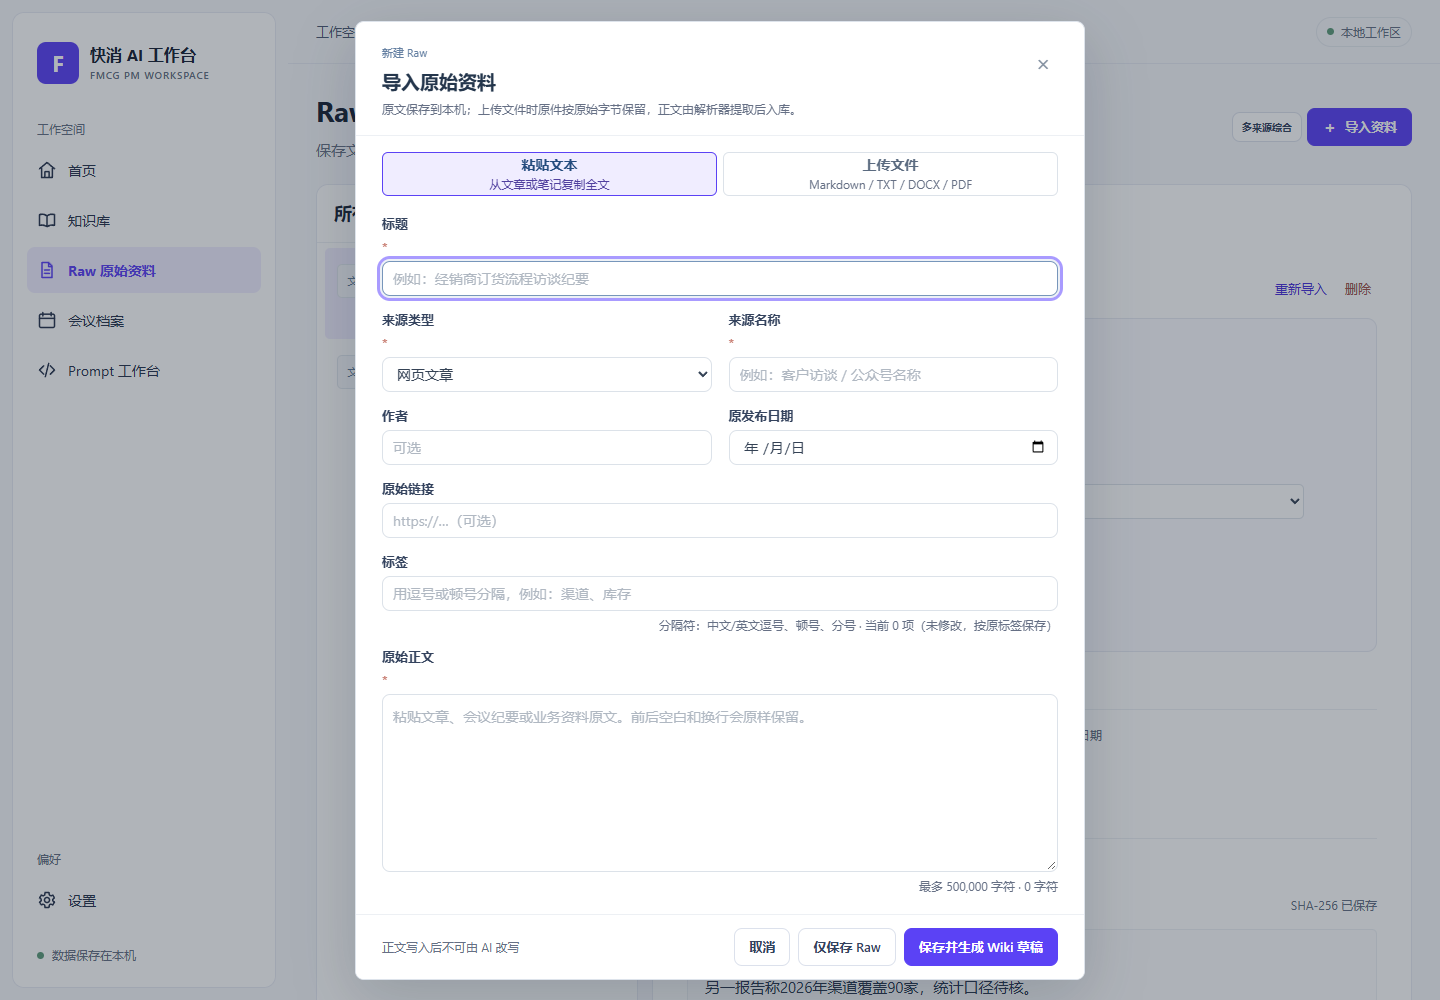 F
快消 AI 工作台
FMCG PM WORKSPACE
工作空间
首页
知识库
Raw 原始资料
会议档案
Prompt 工作台
偏好
设置
数据保存在本机
工作空
本地工作区
Raw
保存文
多来源综合
+ 导入资料
所有
文
文
重新导入 删除
日期
SHA-256 已保存
另一报告称2026年渠道覆盖90家，统计口径待核。
新建 Raw
导入原始资料
原文保存到本机；上传文件时原件按原始字节保留，正文由解析器提取后入库。
×
粘贴文本
从文章或笔记复制全文
上传文件
Markdown / TXT / DOCX / PDF
标题
*
例如：经销商订货流程访谈纪要
来源类型
*
网页文章
来源名称
*
例如：客户访谈 / 公众号名称
作者
可选
原发布日期
年 /月/日
原始链接
https://...（可选）
标签
用逗号或顿号分隔，例如：渠道、库存
分隔符：中文/英文逗号、顿号、分号 · 当前 0 项（未修改，按原标签保存）
原始正文
*
粘贴文章、会议纪要或业务资料原文。前后空白和换行会原样保留。
最多 500,000 字符 · 0 字符
正文写入后不可由 AI 改写
取消
仅保存 Raw
保存并生成 Wiki 草稿